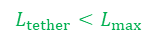 L_tether < L_max